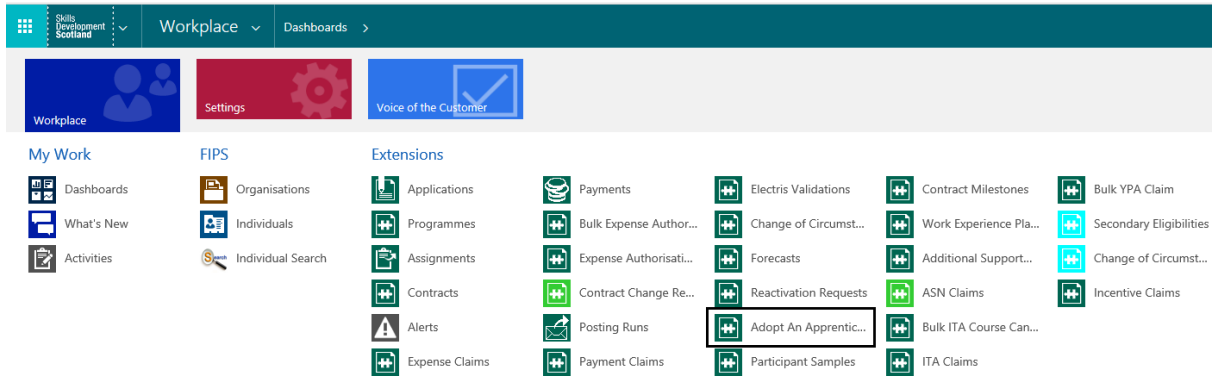 Skills
Development
Scotland
Workplace
Dashboards
Workplace
Settings
Voice of the Customer
My Work
FIPS
Extensions
Dashboards
Organisations
Applications
Payments
Electris Validations
Contract Milestones
Bulk YPA Claim
What's New
Individuals
Programmes
Bulk Expense Author...
Change of Circumst...
Work Experience Pla...
Secondary Eligibilities
Activities
Search
Individual Search
Assignments
Expense Authorisati...
Forecasts
Additional Support...
Change of Circumst...
Contracts
Contract Change Re...
Reactivation Requests
ASN Claims
Incentive Claims
Alerts
Posting Runs
Adopt An Apprentic...
Bulk ITA Course Can...
Expense Claims
Payment Claims
Participant Samples
ITA Claims